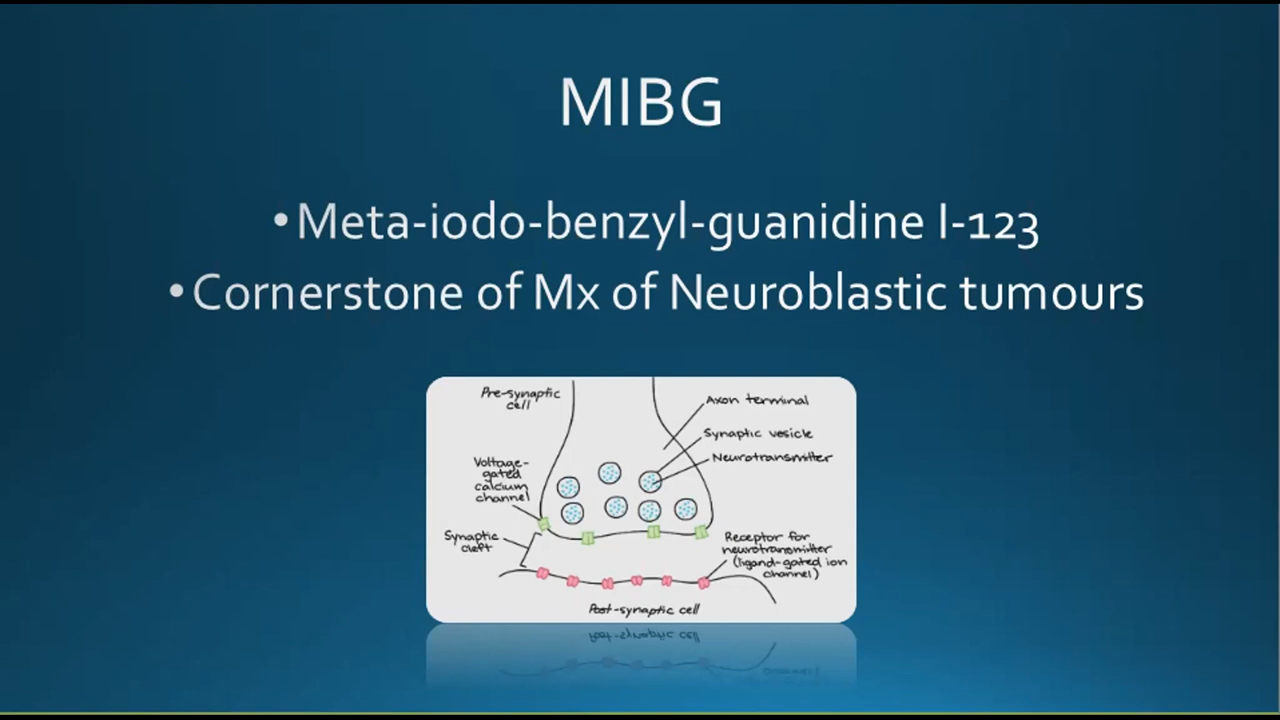 MIBG
•Meta-iodo-benzyl-guanidine I-123
•Cornerstone of Mx of Neuroblastic tumours
Pre-synaptic
cell
Axon terminal
Synaptic vesicle
Neurotransmitter
Voltage-
gated
calcium
channel
Synaptic
cleft
Receptor for
neurotransmitter
(ligand-gated ion
channel)
Post-synaptic cell